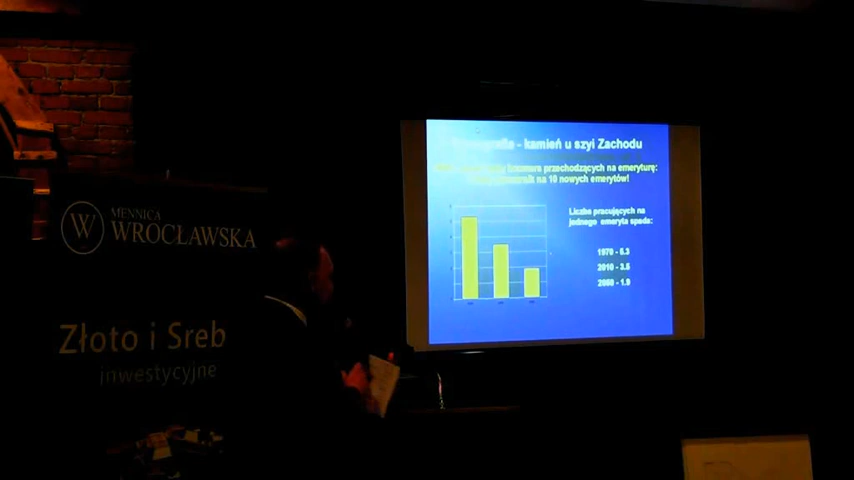 W
MENNICA
WROCŁAWSKA
Złoto i Sreb
inwestycyjne
- kamień u szyi Zachodu
boomera przechodzących na emeryturę:
na 10 nowych emerytów!
Liczba pracujących na
jednego emeryta spada:
1970 - 5.3
2010 - 3.5
2050 - 1.9